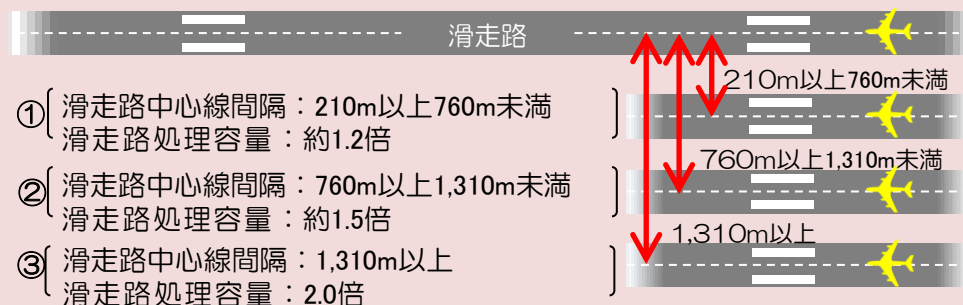 滑走路
210m以上760m未満
① 滑走路中心線間隔：210m以上760m未満
滑走路処理容量：約1.2倍
760m以上1,310m未満
② 滑走路中心線間隔：760m以上1,310m未満
滑走路処理容量：約1.5倍
1,310m以上
③ 滑走路中心線間隔：1,310m以上
滑走路処理容量：2.0倍